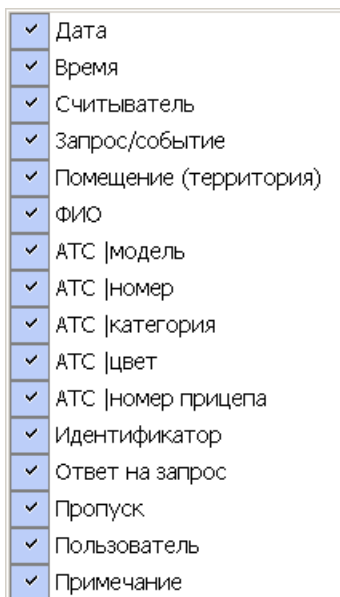 Дата
Время
Считыватель
Запрос/событие
Помещение (территория)
ФИО
АТС |модель
АТС |номер
АТС |категория
АТС |цвет
АТС |номер прицепа
Идентификатор
Ответ на запрос
Пропуск
Пользователь
Примечание